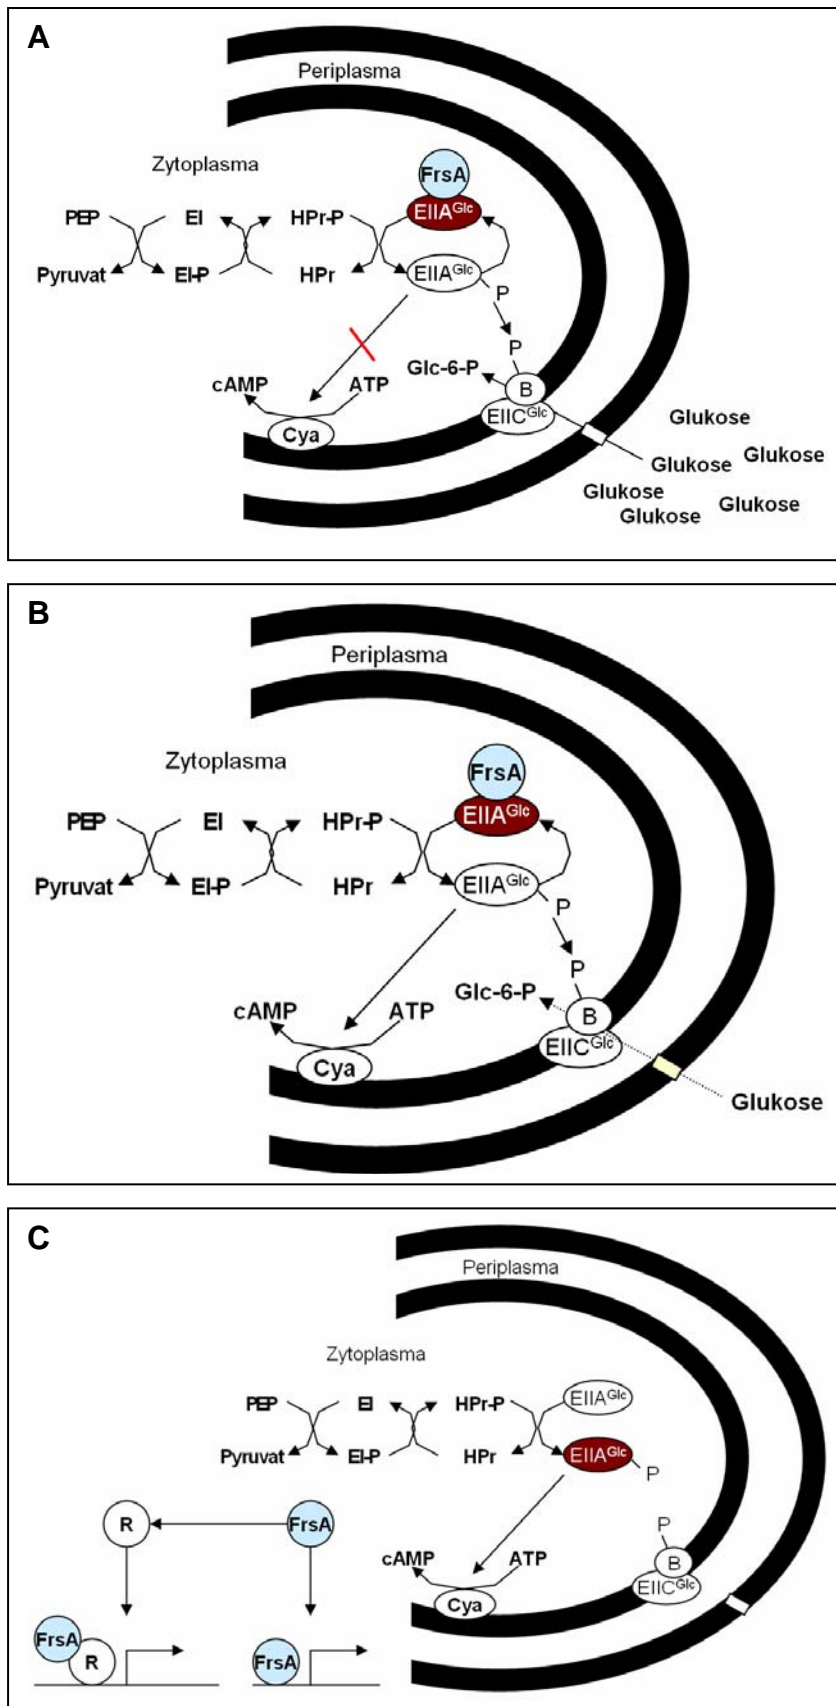 A
Periplasma
Zytoplasma
FrsA
PEP EI HPr-P EIIAGlc
Pyruvat EI-P HPr EIIAGlc
P
P
Glc-6-P
cAMP ATP B
EIICGlc
Cya
Glukose
Glukose
Glukose
Glukose
Glukose
Glukose
B
Periplasma
Zytoplasma
FrsA
PEP EI HPr-P EIIAGlc
Pyruvat EI-P HPr EIIAGlc
P
P
Glc-6-P
cAMP ATP B
EIICGlc
Cya
Glukose
C
Periplasma
Zytoplasma
PEP EI HPr-P EIIAGlc
Pyruvat EI-P HPr EIIAGlc
P
R FrsA P
cAMP ATP B
EIICGlc
Cya
FrsA
R FrsA